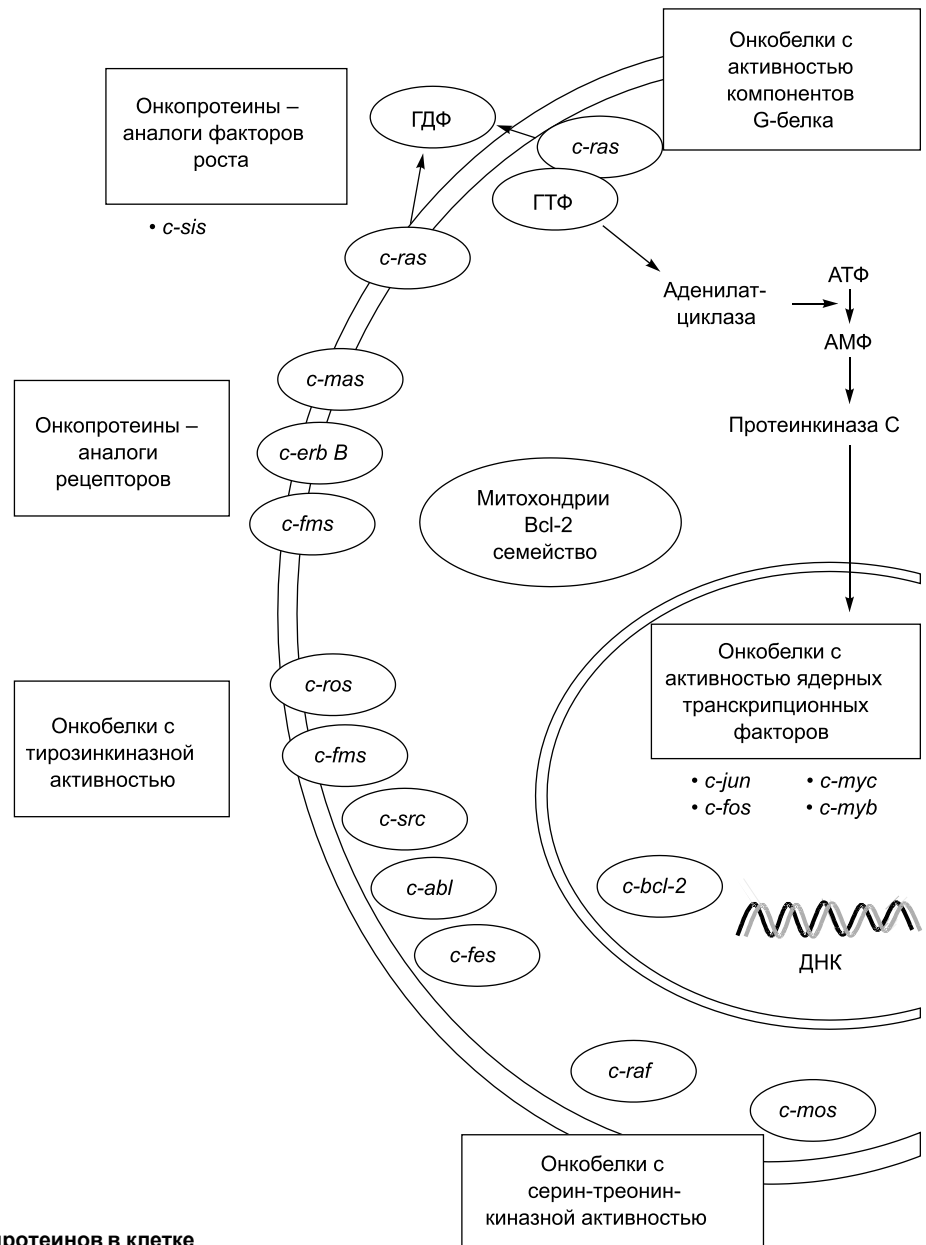 Онкобелки с
активностью
компонентов
G-белка
Онкопротеины –
аналоги факторов
роста
• c-sis
ГДФ
c-ras
ГТФ
c-ras
Аденилат-
циклаза
АТФ
АМФ
Протеинкиназа С
c-mas
Онкопротеины –
аналоги
рецепторов
c-erb B
c-fms
Митохондрии
Bcl-2
семейство
Онкобелки с
активностью ядерных
транскрипционных
факторов
• c-jun • c-myc
• c-fos • c-myb
Онкобелки с
тирозинкиназной
активностью
c-ros
c-fms
c-src
c-abl
c-fes
c-bcl-2
ДНК
c-raf
c-mos
Онкобелки с
серин-треонин-
киназной активностью
протеинов в клетке